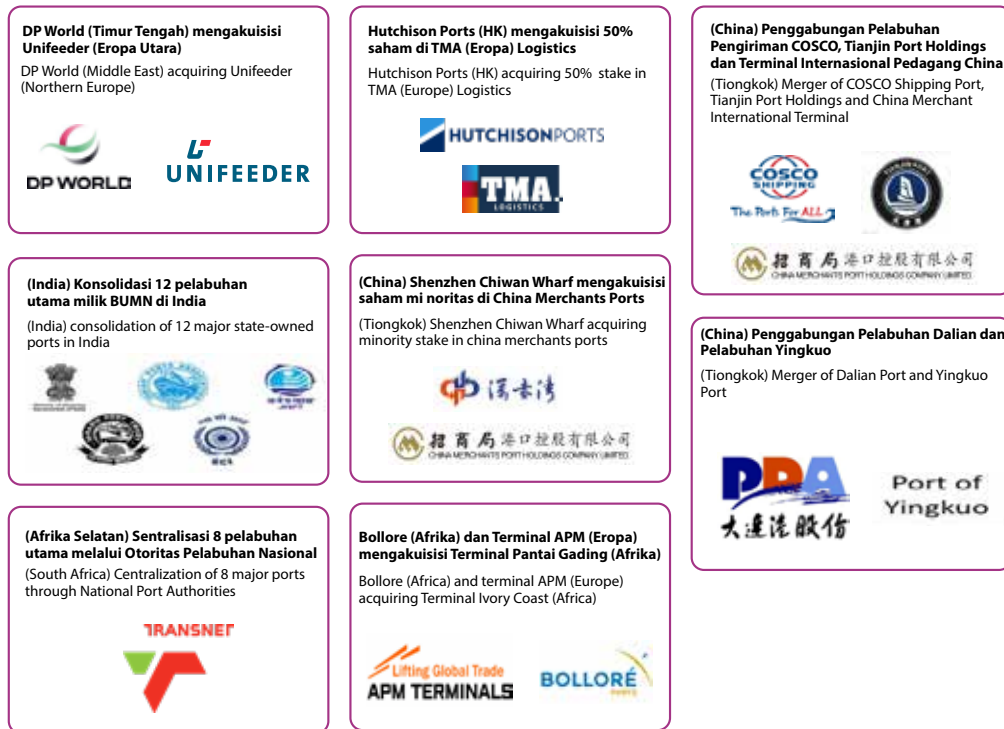 DP World (Timur Tengah) mengakuisisi
Unifeeder (Eropa Utara)
DP World (Middle East) acquiring Unifeeder
(Northern Europe)
DP WORLD
UNIFEEDER
Hutchison Ports (HK) mengakuisisi 50%
saham di TMA (Eropa) Logistics
Hutchison Ports (HK) acquiring 50% stake in
TMA (Europe) Logistics
HUTCHISONPORTS
TMA
LOGISTICS
(China) Penggabungan Pelabuhan
Pengiriman COSCO, Tianjin Port Holdings
dan Terminal Internasional Pedagang China
(Tiongkok) Merger of COSCO Shipping Port,
Tianjin Port Holdings and China Merchant
International Terminal
COSCO
SHIPPING
The Ports For ALL
招商局港口控股有限公司
CHINA MERCHANTS PORT HOLDINGS COMPANY LIMITED
(India) Konsolidasi 12 pelabuhan
utama milik BUMN di India
(India) consolidation of 12 major state-owned
ports in India
(China) Shenzhen Chiwan Wharf mengakuisisi
saham mi noritas di China Merchants Ports
(Tiongkok) Shenzhen Chiwan Wharf acquiring
minority stake in china merchants ports
深赤湾
招商局港口控股有限公司
CHINA MERCHANTS PORT HOLDINGS COMPANY LIMITED
(China) Penggabungan Pelabuhan Dalian dan
Pelabuhan Yingkuo
(Tiongkok) Merger of Dalian Port and Yingkuo
Port
PDA
大连港股份
Port of
Yingkuo
(Afrika Selatan) Sentralisasi 8 pelabuhan
utama melalui Otoritas Pelabuhan Nasional
(South Africa) Centralization of 8 major ports
through National Port Authorities
TRANSNET
Bollore (Afrika) dan Terminal APM (Eropa)
mengakuisisi Terminal Pantai Gading (Afrika)
Bollore (Africa) and terminal APM (Europe)
acquiring Terminal Ivory Coast (Africa)
Lifting Global Trade
APM TERMINALS
BOLLORÉ
PORTS